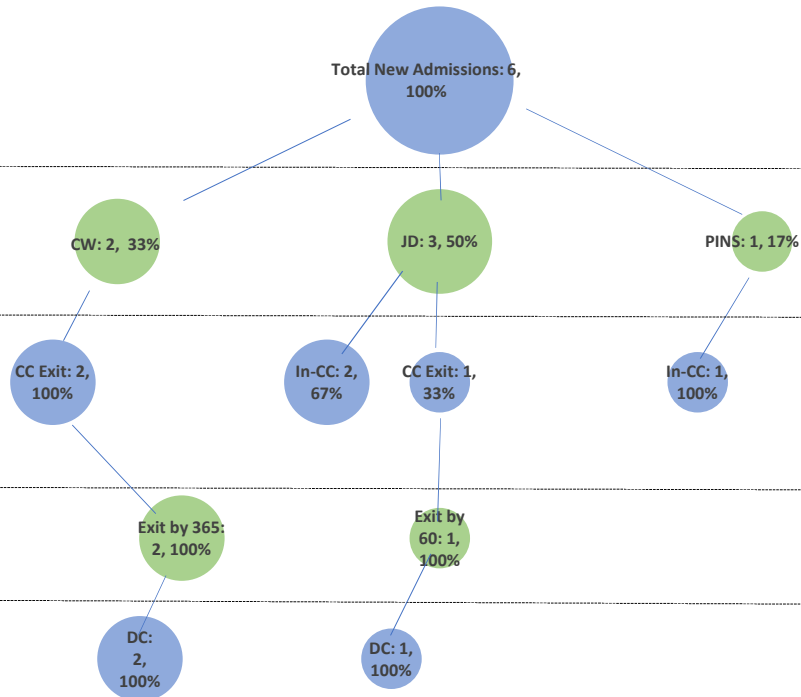 Total New Admissions: 6,
100%
CW: 2, 33%
JD: 3, 50%
PINS: 1, 17%
CC Exit: 2,
100%
In-CC: 2,
67%
CC Exit: 1,
33%
In-CC: 1,
100%
Exit by 365:
2, 100%
Exit by
60: 1,
100%
DC:
2,
100%
DC: 1,
100%